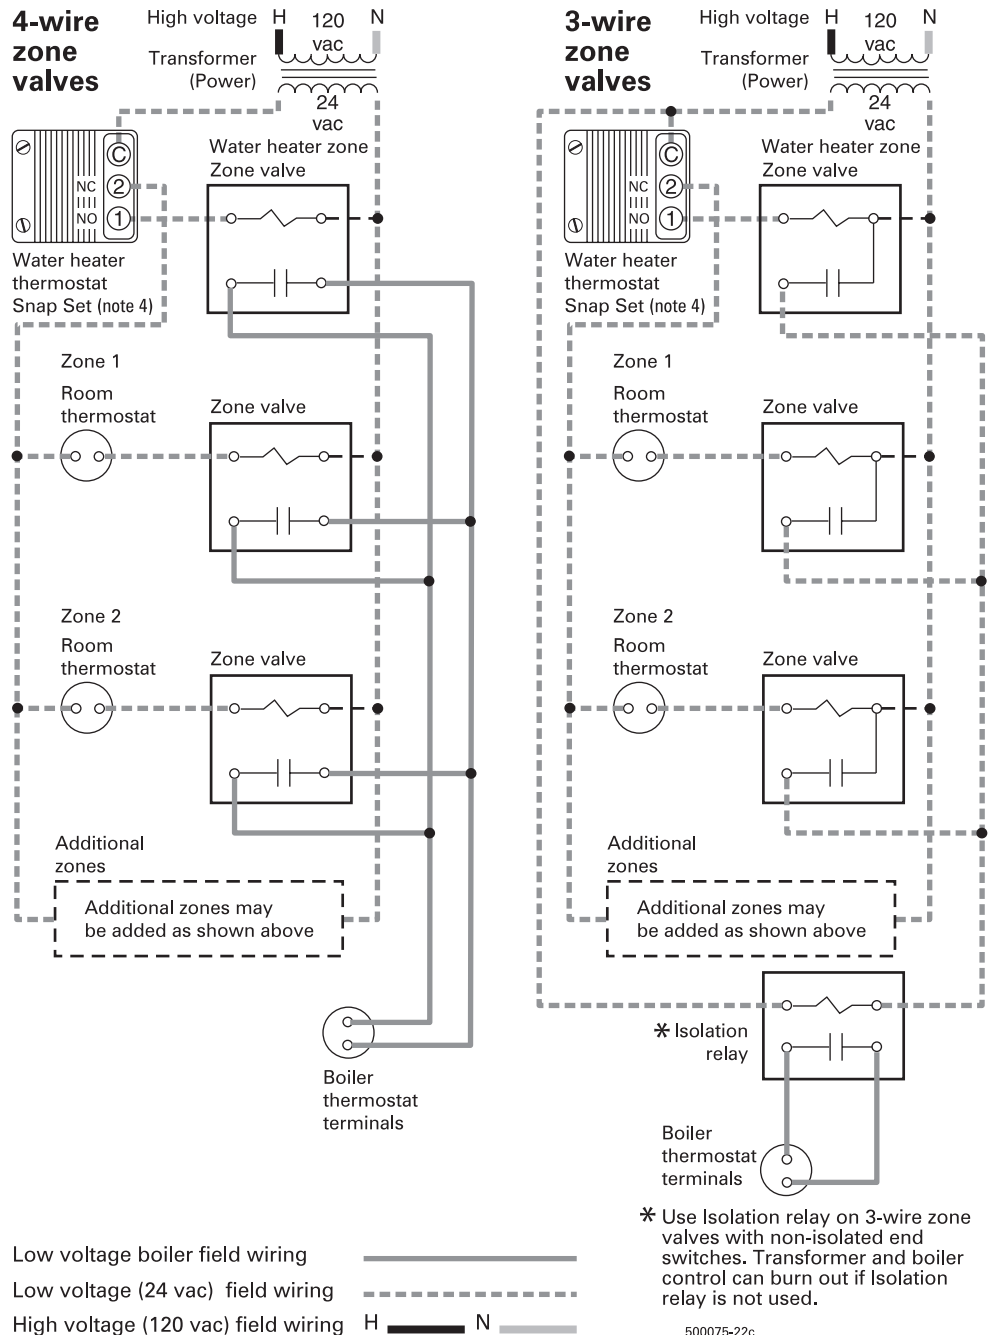 4-wire
zone
valves
High voltage
H
120
vac
N
Transformer
(Power)
24
vac
C
NC
2
NO
1
Water heater zone
Zone valve
Water heater
thermostat
Snap Set (note 4)
Zone 1
Room
thermostat
Zone valve
Zone 2
Room
thermostat
Zone valve
Additional
zones
Additional zones may
be added as shown above
Boiler
thermostat
terminals
3-wire
zone
valves
High voltage
H
120
vac
N
Transformer
(Power)
24
vac
C
NC
2
NO
1
Water heater zone
Zone valve
Water heater
thermostat
Snap Set (note 4)
Zone 1
Room
thermostat
Zone valve
Zone 2
Room
thermostat
Zone valve
Additional
zones
Additional zones may
be added as shown above
* Isolation
relay
Boiler
thermostat
terminals
* Use Isolation relay on 3-wire zone
valves with non-isolated end
switches. Transformer and boiler
control can burn out if Isolation
relay is not used.
Low voltage boiler field wiring
Low voltage (24 vac) field wiring
High voltage (120 vac) field wiring H N
500075-22c